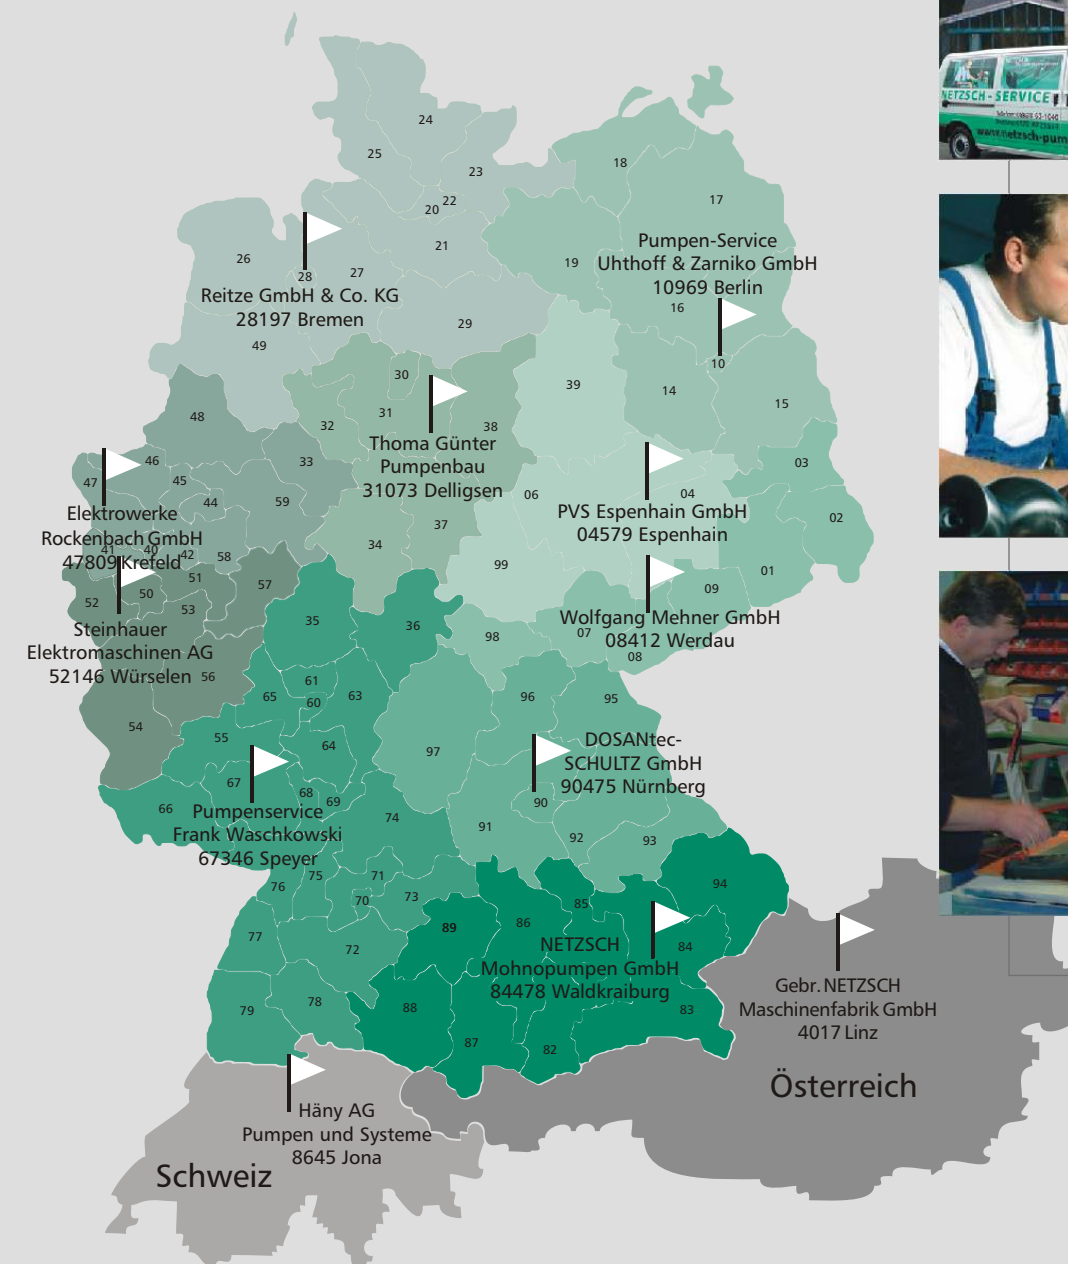 NETZSCH - SERVICE
24
25
23
22
20
21
18
17
19
26
28
27
29
49
Reitze GmbH & Co. KG
28197 Bremen
Pumpen-Service
Uhthoff & Zarniko GmbH
10969 Berlin
16
10
14
15
39
30
31
32
38
Thoma Günter
Pumpenbau
31073 Delligsen
48
46
47
45
44
33
59
Elektrowerke
Rockenbach GmbH
47809 Krefeld
41
40
42
58
03
02
01
04
06
PVS Espenhain GmbH
04579 Espenhain
37
34
99
09
Wolfgang Mehner GmbH
08412 Werdau
07
08
98
57
51
50
52
53
Steinhauer
Elektromaschinen AG
52146 Würselen
56
54
35
36
61
60
65
63
55
64
67
68
69
66
74
Pumpenservice
Frank Waschkowski
67346 Speyer
96
95
97
DOSANtec-
SCHULTZ GmbH
90475 Nürnberg
90
91
92
93
76
75
71
70
73
77
72
79
78
94
85
86
89
84
NETZSCH
Mohnopumpen GmbH
84478 Waldkraiburg
88
87
82
83
Gebr. NETZSCH
Maschinenfabrik GmbH
4017 Linz
Österreich
Häny AG
Pumpen und Systeme
8645 Jona
Schweiz